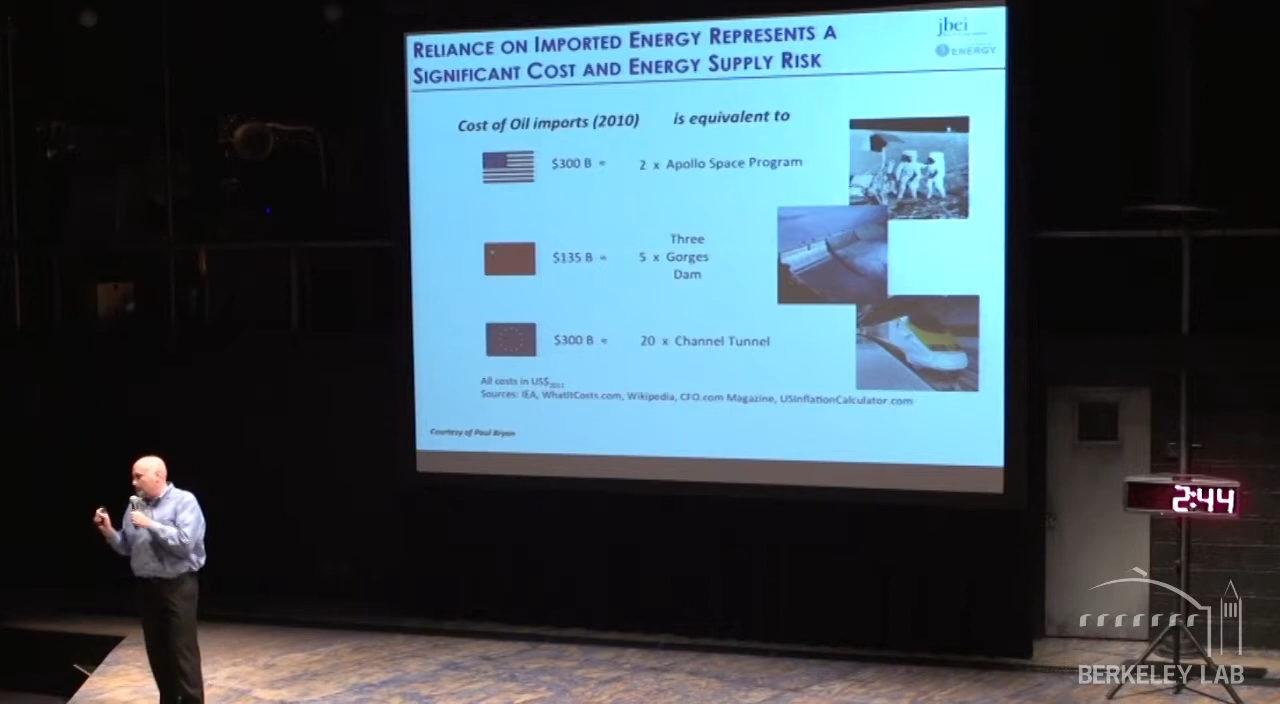 RELIANCE ON IMPORTED ENERGY REPRESENTS A
SIGNIFICANT COST AND ENERGY SUPPLY RISK
jbei
ENERGY
Cost of Oil imports (2010) is equivalent to
$300 B ≈ 2 x Apollo Space Program
$135 B ≈ 5 x Three Gorges Dam
$300 B ≈ 20 x Channel Tunnel
All costs in US$2011
Sources: IEA, WhatItCosts.com, Wikipedia, CFO.com Magazine, USInflationCalculator.com
Courtesy of Paul Bryan
2:44
BERKELEY LAB